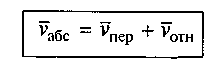 v̅абс = v̅пер + v̅отн